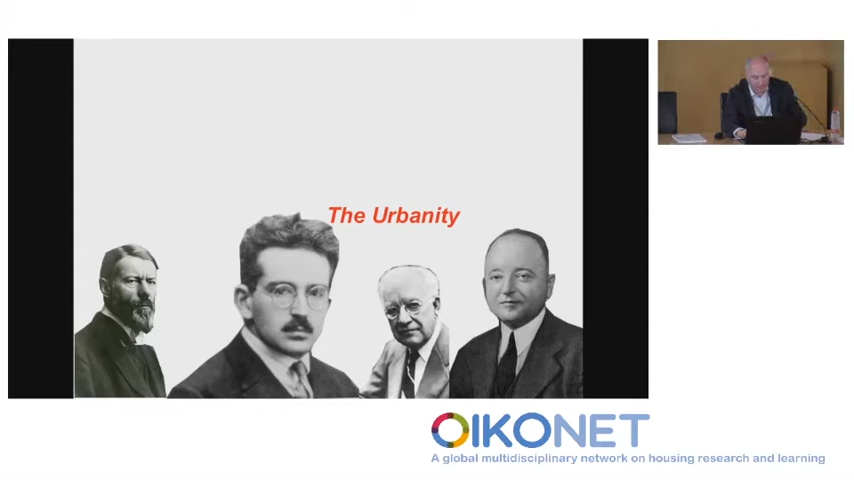 The Urbanity
OIKONET
A global multidisciplinary network on housing research and learning